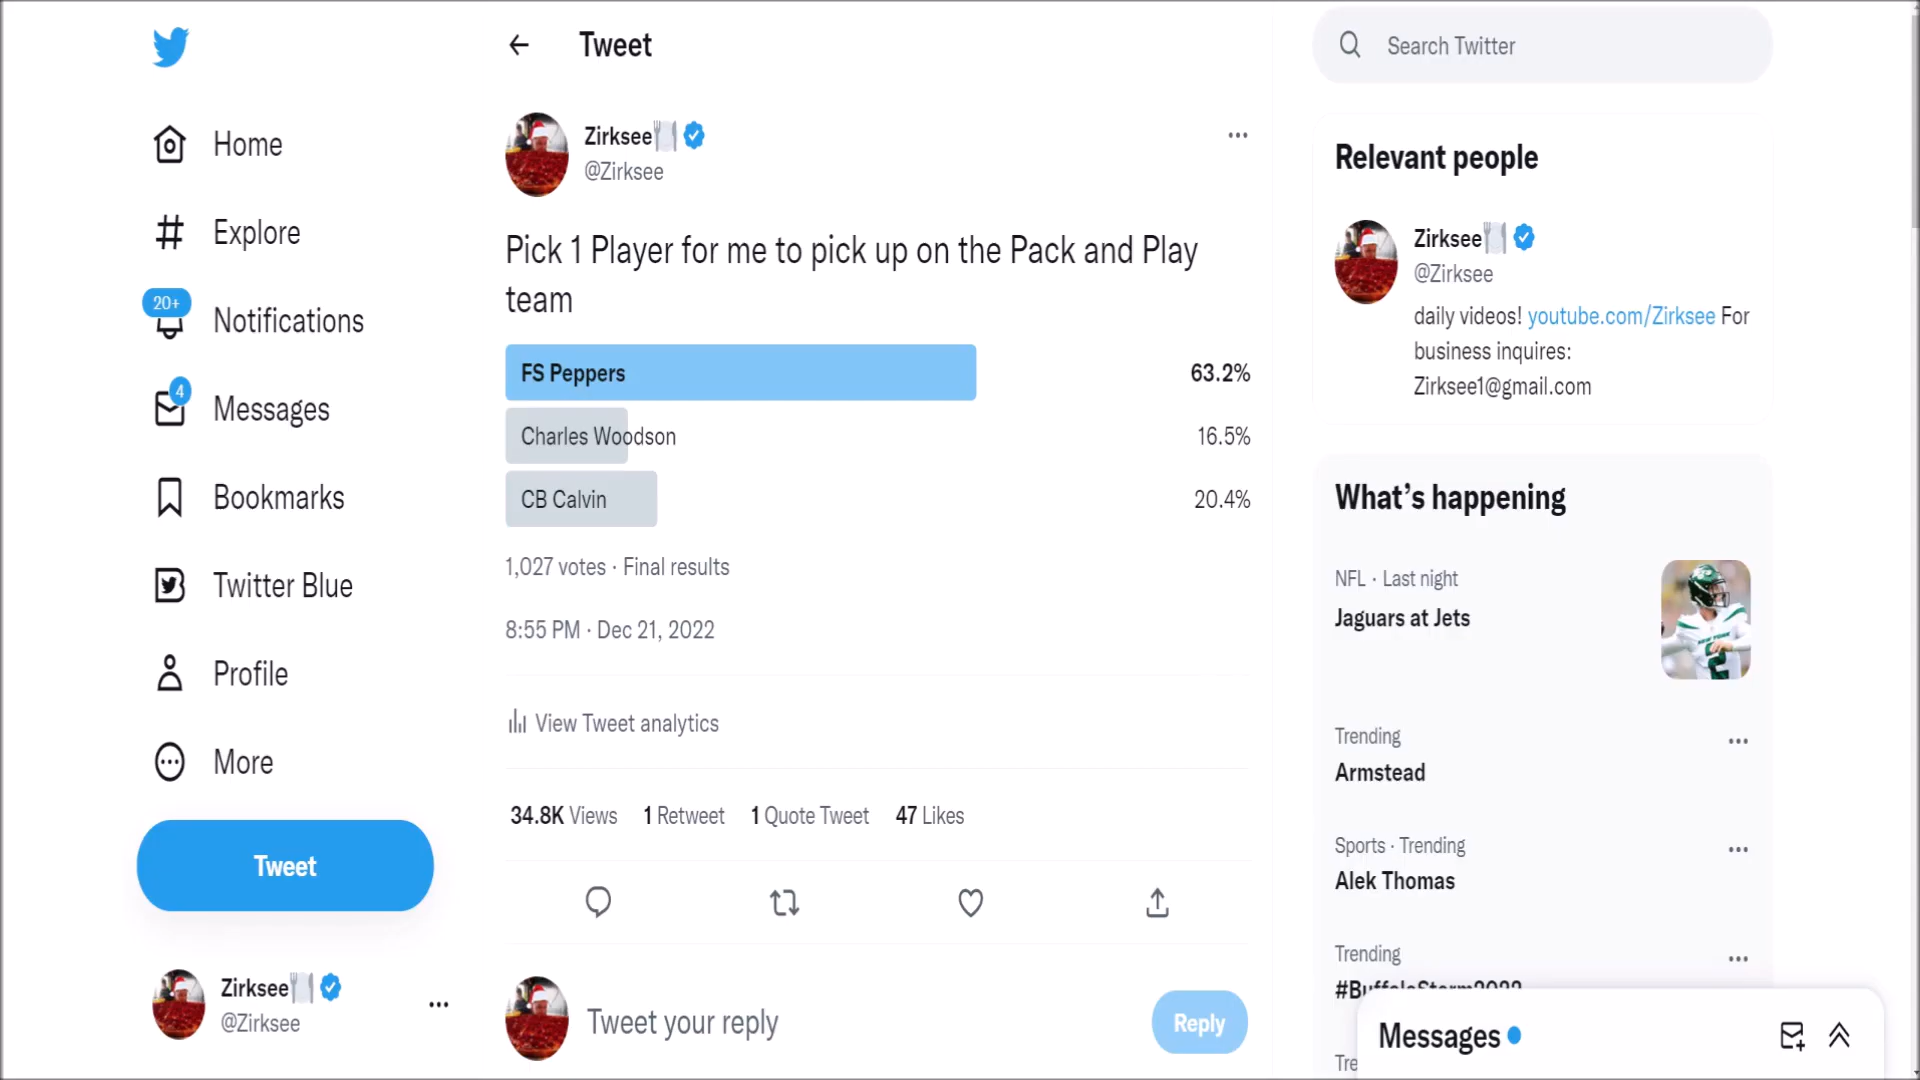 Tweet
Search Twitter
Home
Explore
20+
Notifications
4
Messages
Bookmarks
Twitter Blue
Profile
More
Tweet
Zirksee
@Zirksee
Zirksee
@Zirksee
Pick 1 Player for me to pick up on the Pack and Play
team
FS Peppers 63.2%
Charles Woodson 16.5%
CB Calvin 20.4%
1,027 votes · Final results
8:55 PM · Dec 21, 2022
View Tweet analytics
34.8K Views 1 Retweet 1 Quote Tweet 47 Likes
Tweet your reply
Reply
Relevant people
Zirksee
@Zirksee
daily videos! youtube.com/Zirksee For
business inquires:
Zirksee1@gmail.com
What's happening
NFL · Last night
Jaguars at Jets
Trending
Armstead
Sports · Trending
Alek Thomas
Trending
Messages